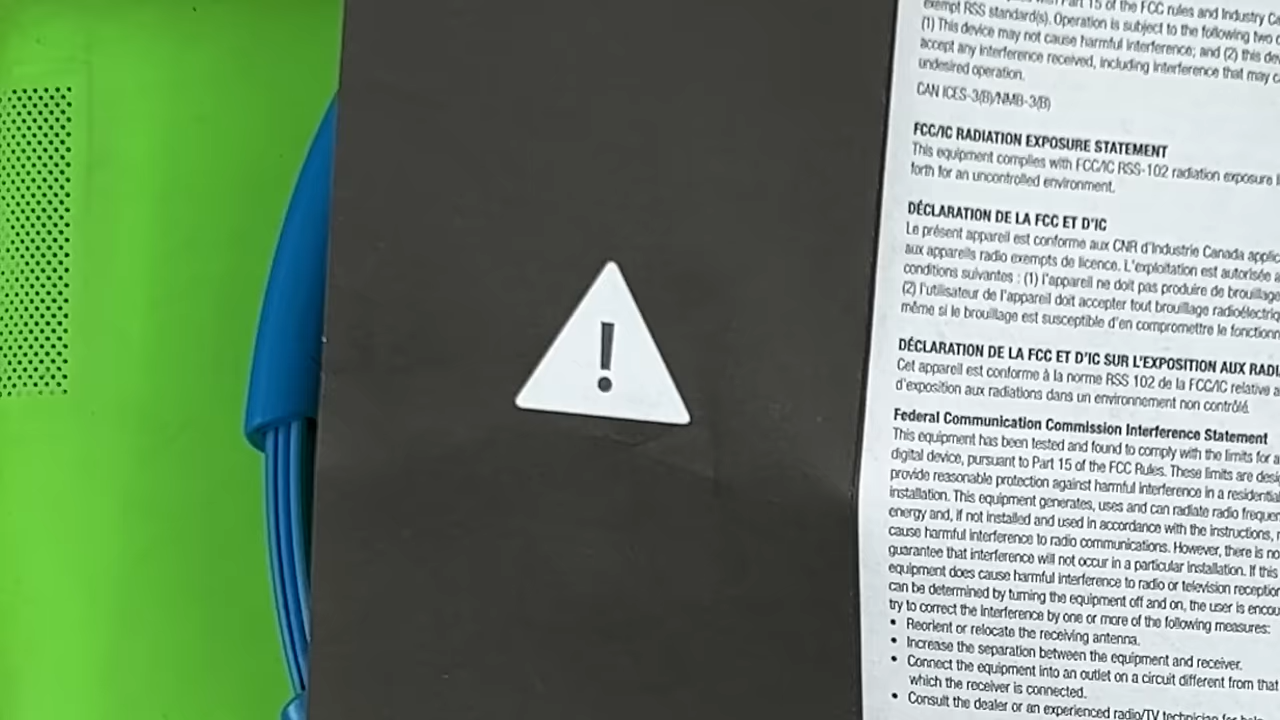 !
with Part 15 of the FCC rules and Industry
exempt RSS standard(s). Operation is subject to the following two
(1) This device may not cause harmful interference; and (2) this
accept any interference received, including interference that may
undesired operation.
CAN ICES-3(B)/NMB-3(B)
FCC/IC RADIATION EXPOSURE STATEMENT
This equipment complies with FCC/IC RSS-102 radiation exposure
forth for an uncontrolled environment.
DÉCLARATION DE LA FCC ET D'IC
Le présent appareil est conforme aux CNR d'Industrie Canada
aux appareils radio exempts de licence. L'exploitation est autorisée
conditions suivantes : (1) l'appareil ne doit pas produire de brouillage
(2) l'utilisateur de l'appareil doit accepter tout brouillage
même si le brouillage est susceptible d'en compromettre le
DÉCLARATION DE LA FCC ET D'IC SUR L'EXPOSITION AUX
Cet appareil est conforme à la norme RSS 102 de la FCC/IC relative
d'exposition aux radiations dans un environnement non contrôlé.
Federal Communication Commission Interference Statement
This equipment has been tested and found to comply with the limits for a
digital device, pursuant to Part 15 of the FCC Rules. These limits are
provide reasonable protection against harmful interference in a residential
installation. This equipment generates, uses and can radiate radio
energy and, if not installed and used in accordance with the instructions,
cause harmful interference to radio communications. However, there is no
guarantee that interference will not occur in a particular installation. If this
equipment does cause harmful interference to radio or television reception
can be determined by turning the equipment off and on, the user is
try to correct the interference by one or more of the following measures:
• Reorient or relocate the receiving antenna.
• Increase the separation between the equipment and receiver.
• Connect the equipment into an outlet on a circuit different from that
which the receiver is connected.
• Consult the dealer or an experienced radio/TV technician for